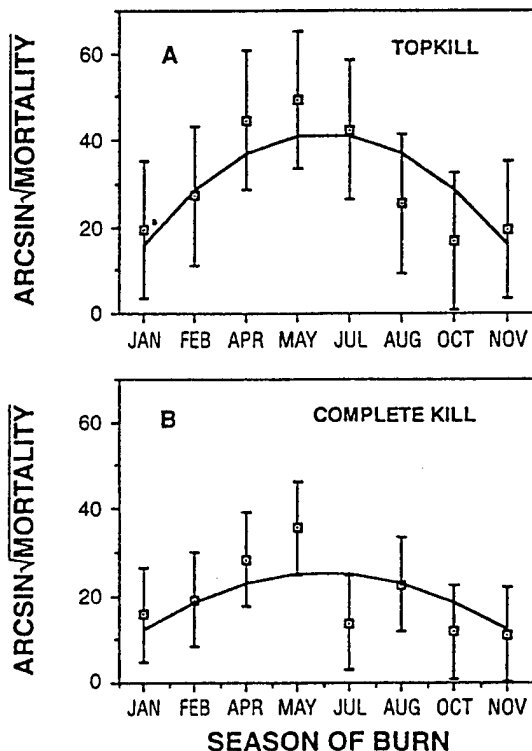 A TOPKILL
ARCSIN√MORTALITY
60
40
20
0
JAN FEB APR MAY JUL AUG OCT NOV
B COMPLETE KILL
ARCSIN√MORTALITY
60
40
20
0
JAN FEB APR MAY JUL AUG OCT NOV
SEASON OF BURN